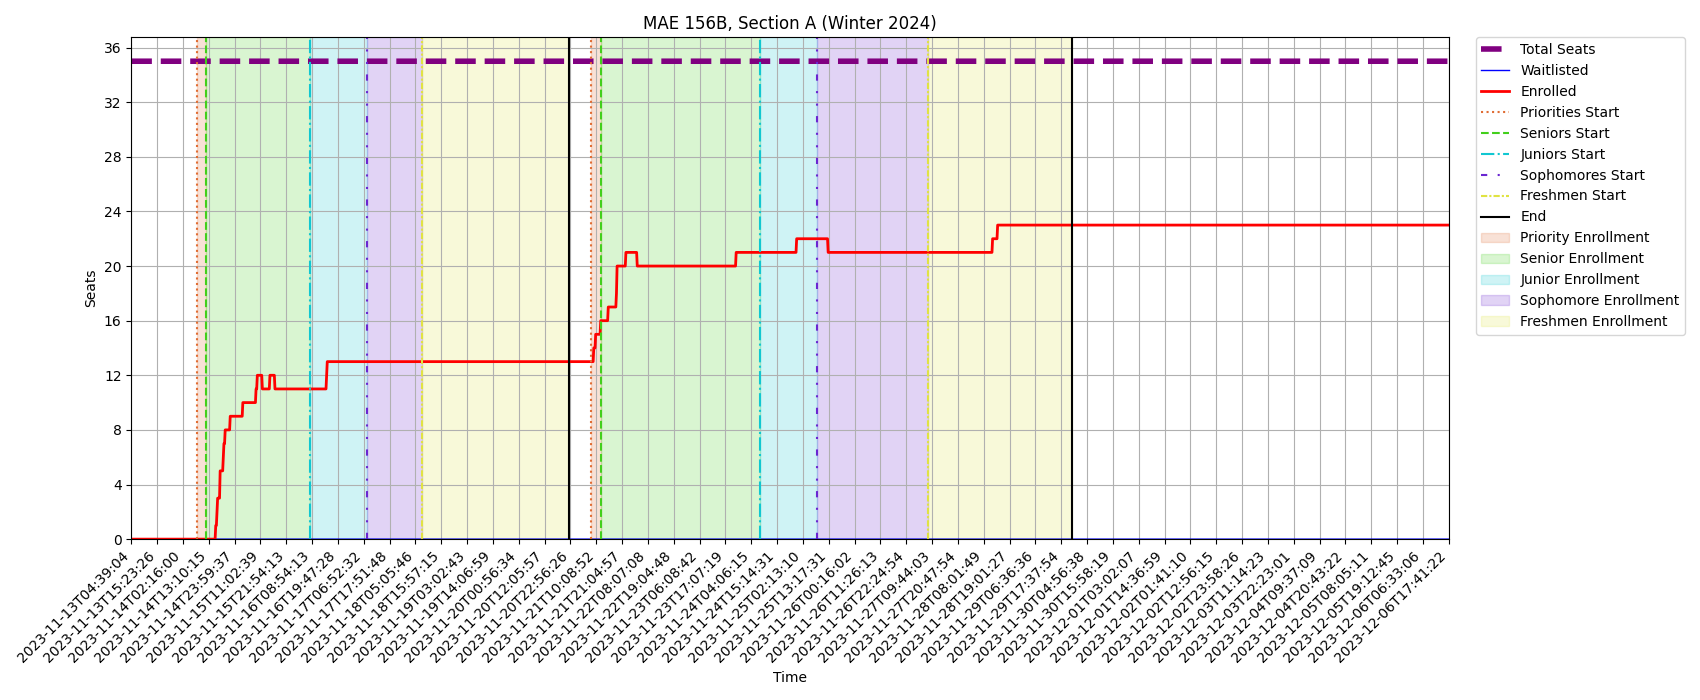 MAE 156B, Section A (Winter 2024)
Seats
36
32
28
24
20
16
12
8
4
0
2023-11-13T04:39:04
2023-11-13T15:23:26
2023-11-14T02:16:00
2023-11-14T13:10:15
2023-11-14T23:59:37
2023-11-15T11:02:39
2023-11-15T21:54:13
2023-11-16T08:54:13
2023-11-16T19:47:28
2023-11-17T06:52:32
2023-11-17T17:51:48
2023-11-18T05:05:46
2023-11-18T15:57:15
2023-11-19T03:02:43
2023-11-19T14:06:59
2023-11-20T00:56:34
2023-11-20T12:05:57
2023-11-20T22:56:26
2023-11-21T10:08:52
2023-11-21T21:04:57
2023-11-22T08:07:08
2023-11-22T19:04:48
2023-11-23T06:08:42
2023-11-23T17:07:19
2023-11-24T04:06:15
2023-11-24T15:14:31
2023-11-25T02:13:10
2023-11-25T13:17:31
2023-11-26T00:16:02
2023-11-26T11:26:13
2023-11-26T22:24:54
2023-11-27T09:44:03
2023-11-27T20:47:54
2023-11-28T08:01:49
2023-11-28T19:01:27
2023-11-29T06:36:36
2023-11-29T17:37:54
2023-11-30T04:56:38
2023-11-30T15:58:19
2023-12-01T03:02:07
2023-12-01T14:36:59
2023-12-02T01:41:10
2023-12-02T12:56:15
2023-12-02T23:58:26
2023-12-03T11:14:23
2023-12-03T22:23:01
2023-12-04T09:37:09
2023-12-04T20:43:22
2023-12-05T08:05:11
2023-12-05T19:12:45
2023-12-06T06:33:06
2023-12-06T17:41:22
Time
Total Seats
Waitlisted
Enrolled
Priorities Start
Seniors Start
Juniors Start
Sophomores Start
Freshmen Start
End
Priority Enrollment
Senior Enrollment
Junior Enrollment
Sophomore Enrollment
Freshmen Enrollment